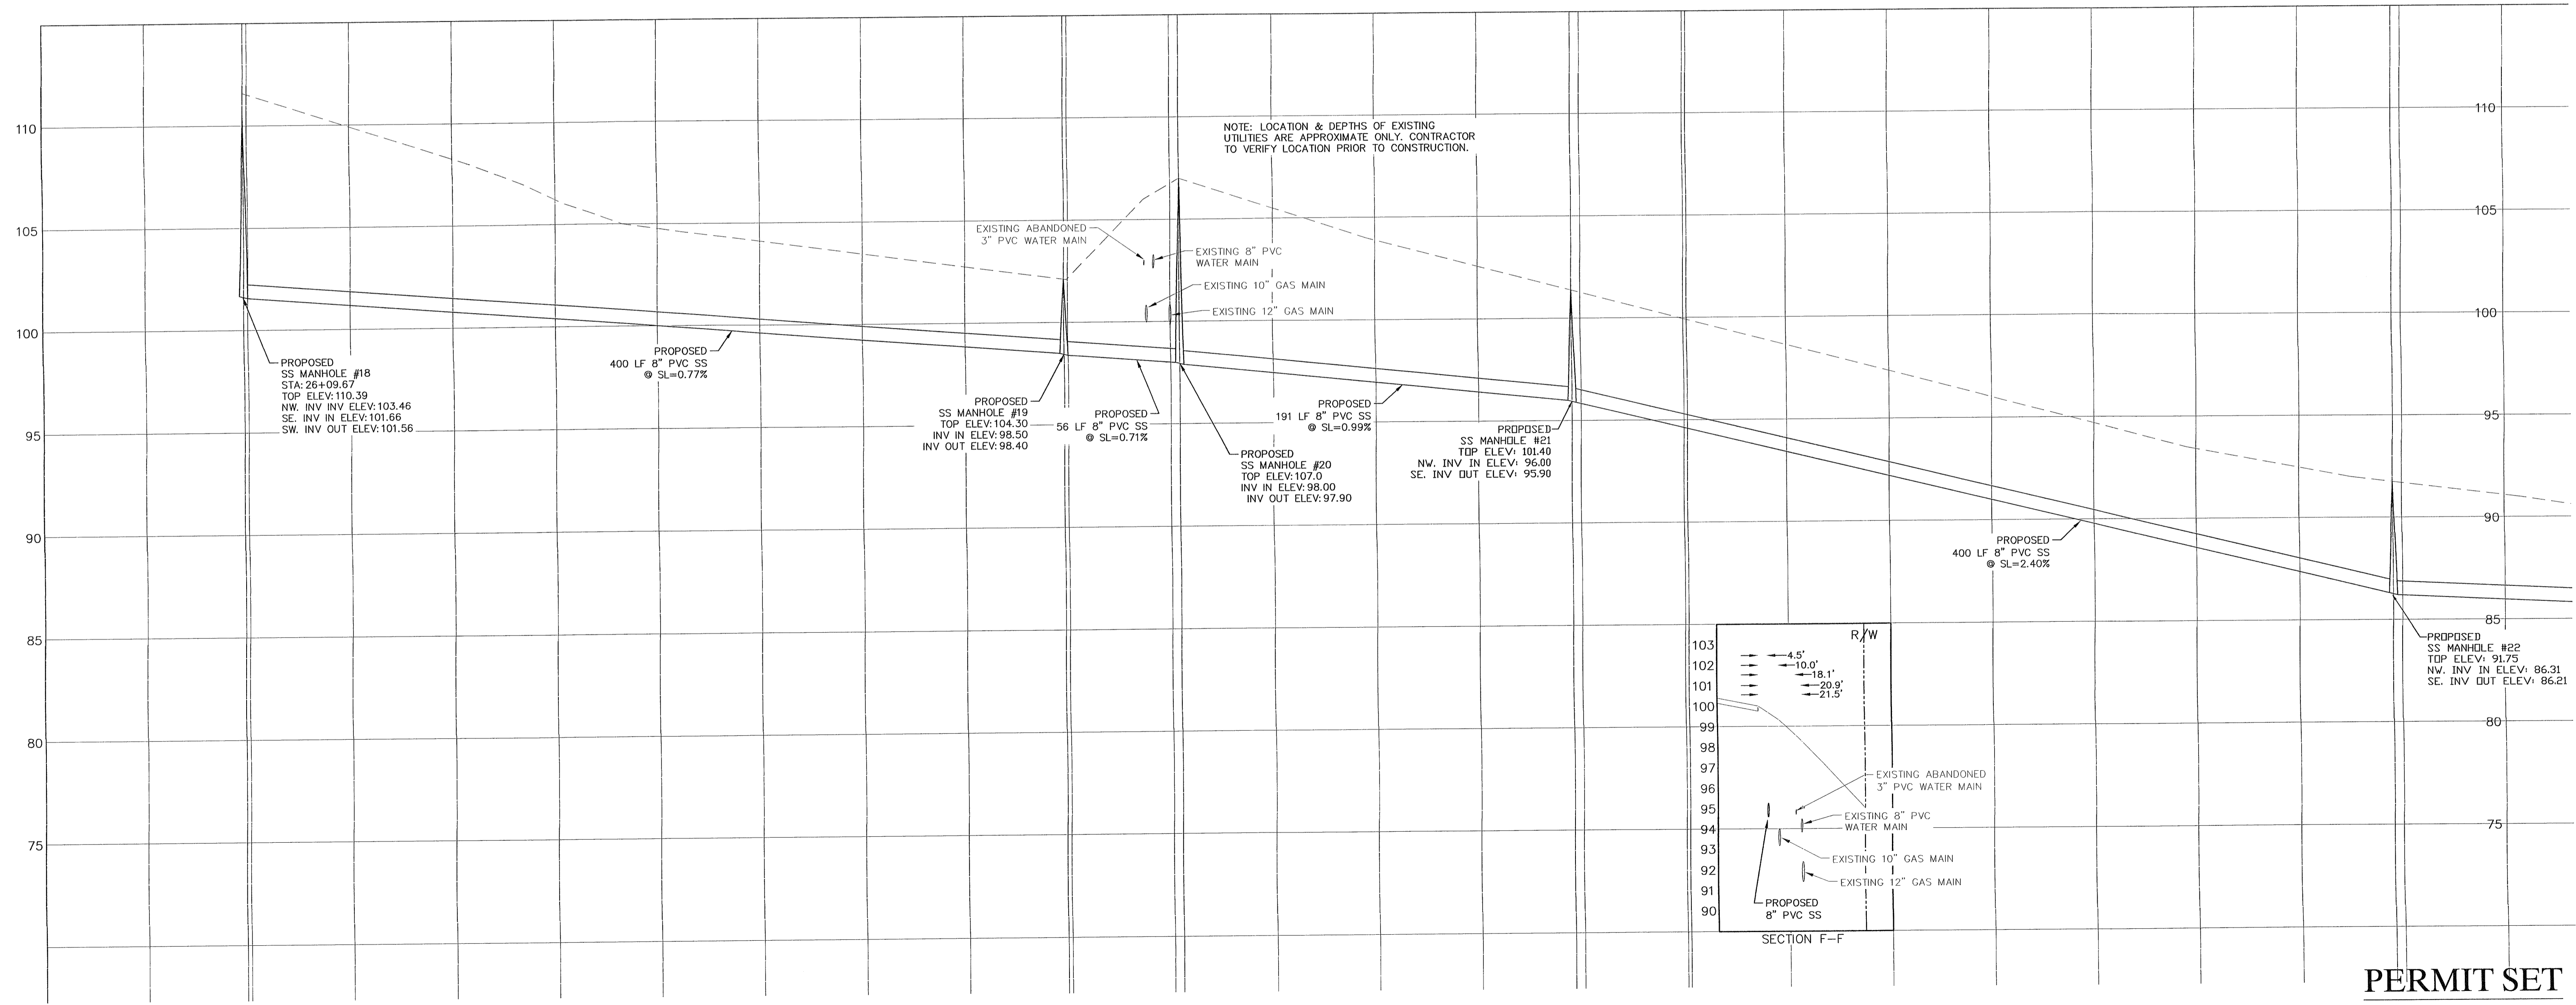 110
105
100
95
90
85
80
75
PROPOSED
SS MANHOLE #18
STA: 26+09.67
TOP ELEV: 110.39
NW. INV INV ELEV: 103.46
SE. INV IN ELEV: 101.66
SW. INV OUT ELEV: 101.56
PROPOSED
400 LF 8" PVC SS
@ SL=0.77%
PROPOSED
SS MANHOLE #19
TOP ELEV: 104.30
INV IN ELEV: 98.50
INV OUT ELEV: 98.40
EXISTING ABANDONED
3" PVC WATER MAIN
EXISTING 8" PVC
WATER MAIN
EXISTING 10" GAS MAIN
EXISTING 12" GAS MAIN
NOTE: LOCATION & DEPTHS OF EXISTING
UTILITIES ARE APPROXIMATE ONLY. CONTRACTOR
TO VERIFY LOCATION PRIOR TO CONSTRUCTION.
PROPOSED
56 LF 8" PVC SS
@ SL=0.71%
PROPOSED
SS MANHOLE #20
TOP ELEV: 107.0
INV IN ELEV: 98.00
INV OUT ELEV: 97.90
PROPOSED
191 LF 8" PVC SS
@ SL=0.99%
PROPOSED
SS MANHOLE #21
TOP ELEV: 101.40
NW. INV IN ELEV: 96.00
SE. INV OUT ELEV: 95.90
PROPOSED
400 LF 8" PVC SS
@ SL=2.40%
PROPOSED
SS MANHOLE #22
TOP ELEV: 91.75
NW. INV IN ELEV: 86.31
SE. INV OUT ELEV: 86.21
110
105
100
95
90
85
80
75
R/W
103
102
101
100
99
98
97
96
95
94
93
92
91
90
4.5'
10.0'
18.1'
20.9'
21.5'
EXISTING ABANDONED
3" PVC WATER MAIN
EXISTING 8" PVC
WATER MAIN
EXISTING 10" GAS MAIN
EXISTING 12" GAS MAIN
PROPOSED
8" PVC SS
SECTION F-F
PERMIT SET